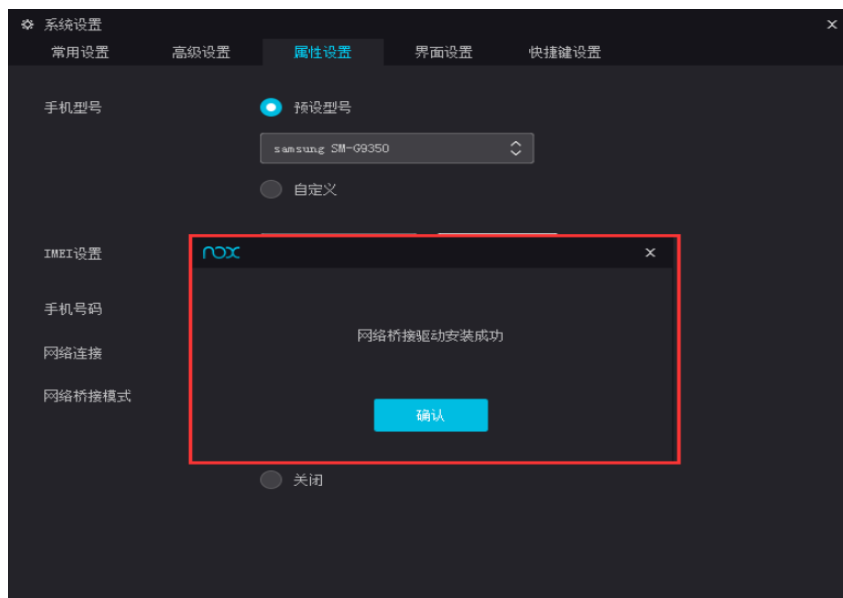 系统设置
常用设置 高级设置 属性设置 界面设置 快捷键设置
手机型号 预设型号
samsung SM-G9350
自定义
IMEI设置
nox
手机号码
网络桥接驱动安装成功
网络连接
网络桥接模式
确认
关闭